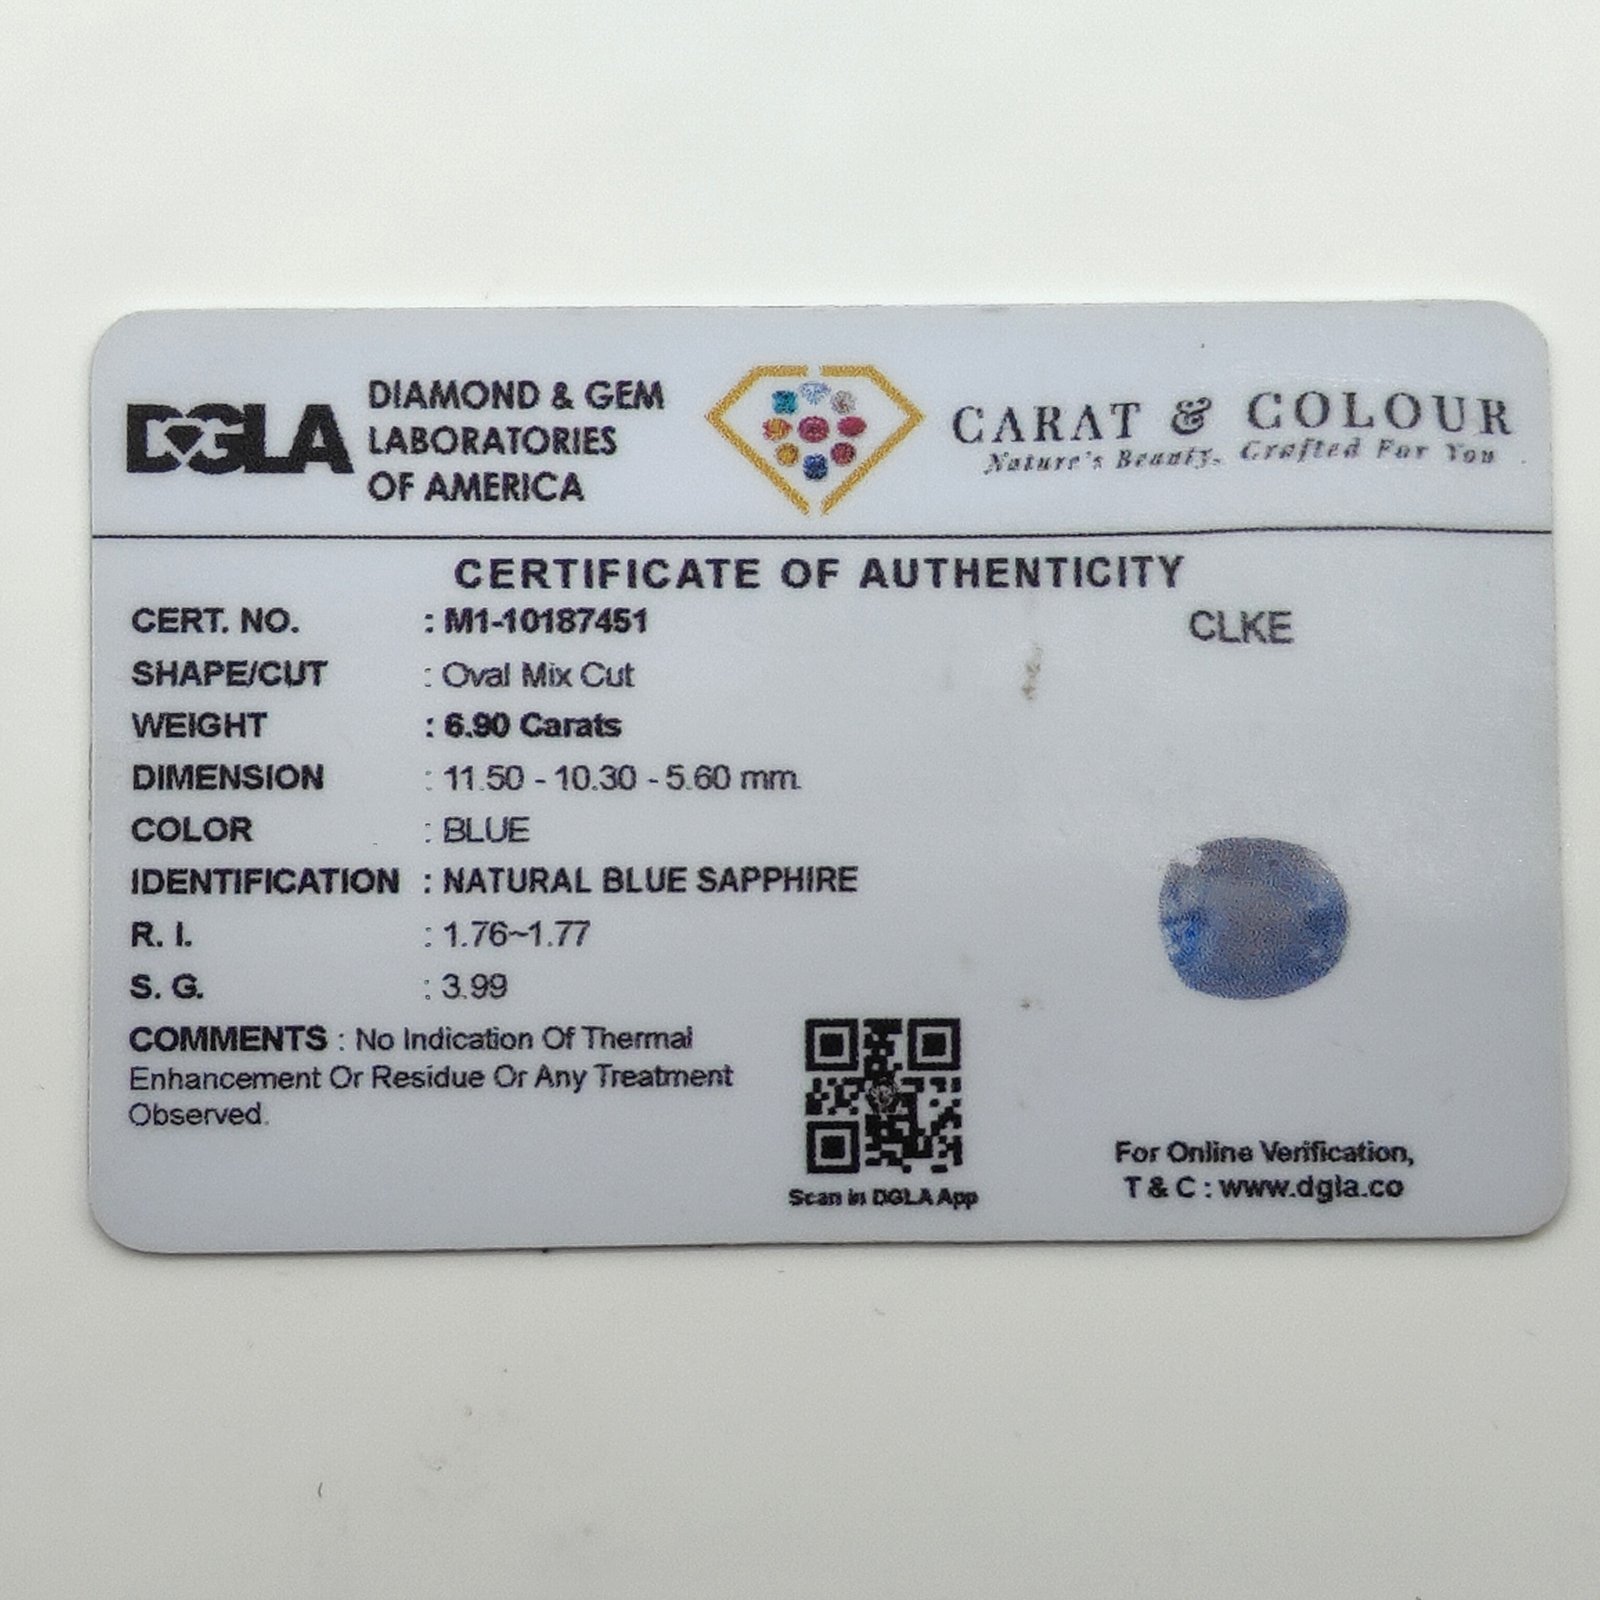 DGLA
DIAMOND & GEM
LABORATORIES
OF AMERICA
CARAT & COLOUR
Nature's Beauty, Crafted For You
CERTIFICATE OF AUTHENTICITY
CERT. NO. : M1-10187451
CLKE
SHAPE/CUT : Oval Mix Cut
WEIGHT : 6.90 Carats
DIMENSION : 11.50 - 10.30 - 5.60 mm
COLOR : BLUE
IDENTIFICATION : NATURAL BLUE SAPPHIRE
R. I. : 1.76~1.77
S. G. : 3.99
COMMENTS : No Indication Of Thermal
Enhancement Or Residue Or Any Treatment
Observed.
Scan in DGLA App
For Online Verification,
T & C : www.dgla.co